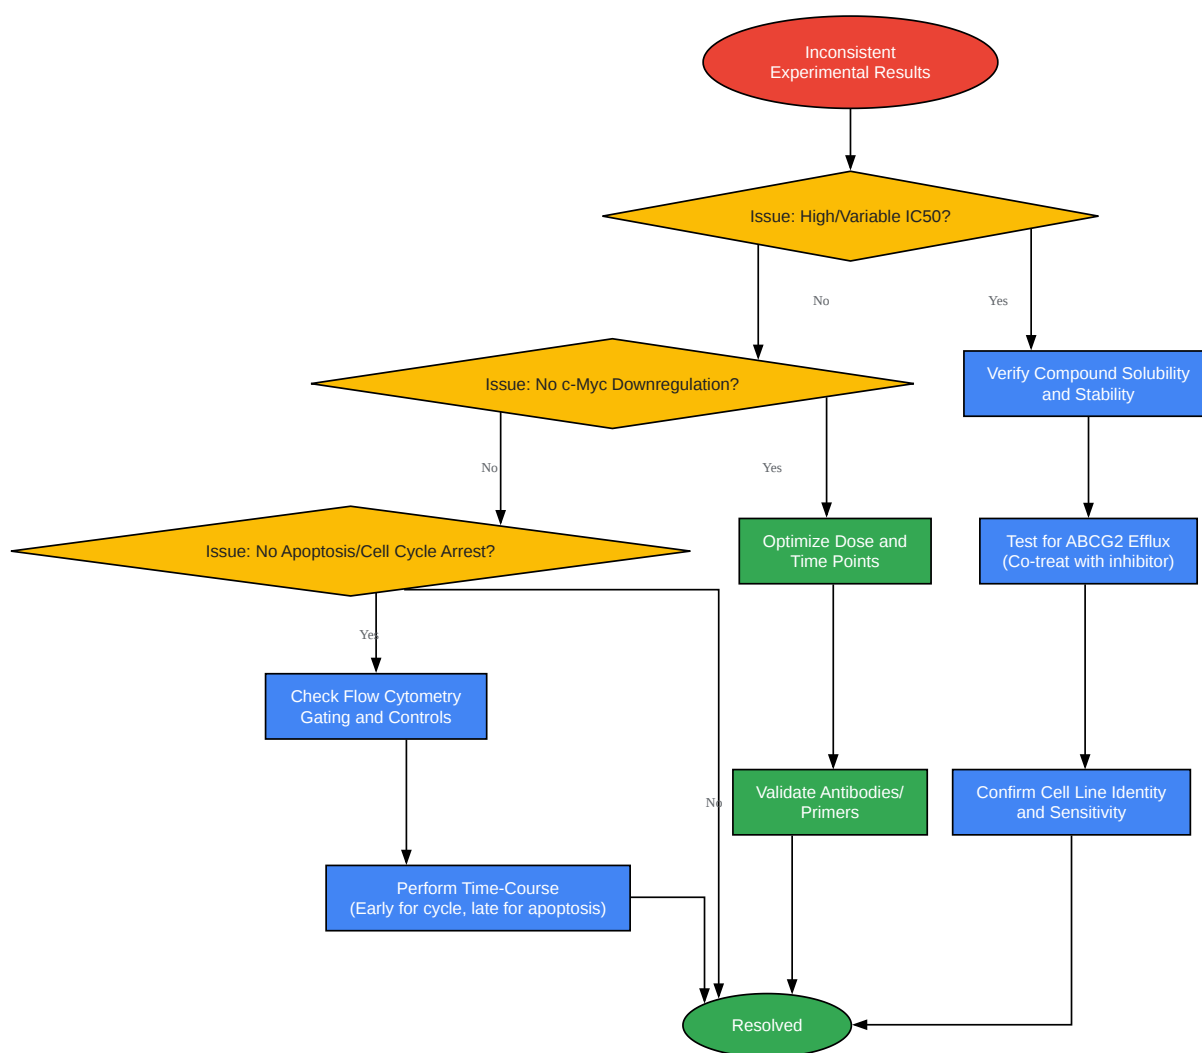 Inconsistent
Experimental Results
Issue: High/Variable IC50?
No
Yes
Issue: No c-Myc Downregulation?
Verify Compound Solubility
and Stability
No
Yes
Issue: No Apoptosis/Cell Cycle Arrest?
Optimize Dose and
Time Points
Test for ABCG2 Efflux
(Co-treat with inhibitor)
Yes
Check Flow Cytometry
Gating and Controls
No
Validate Antibodies/
Primers
Confirm Cell Line Identity
and Sensitivity
Perform Time-Course
(Early for cycle, late for apoptosis)
Resolved